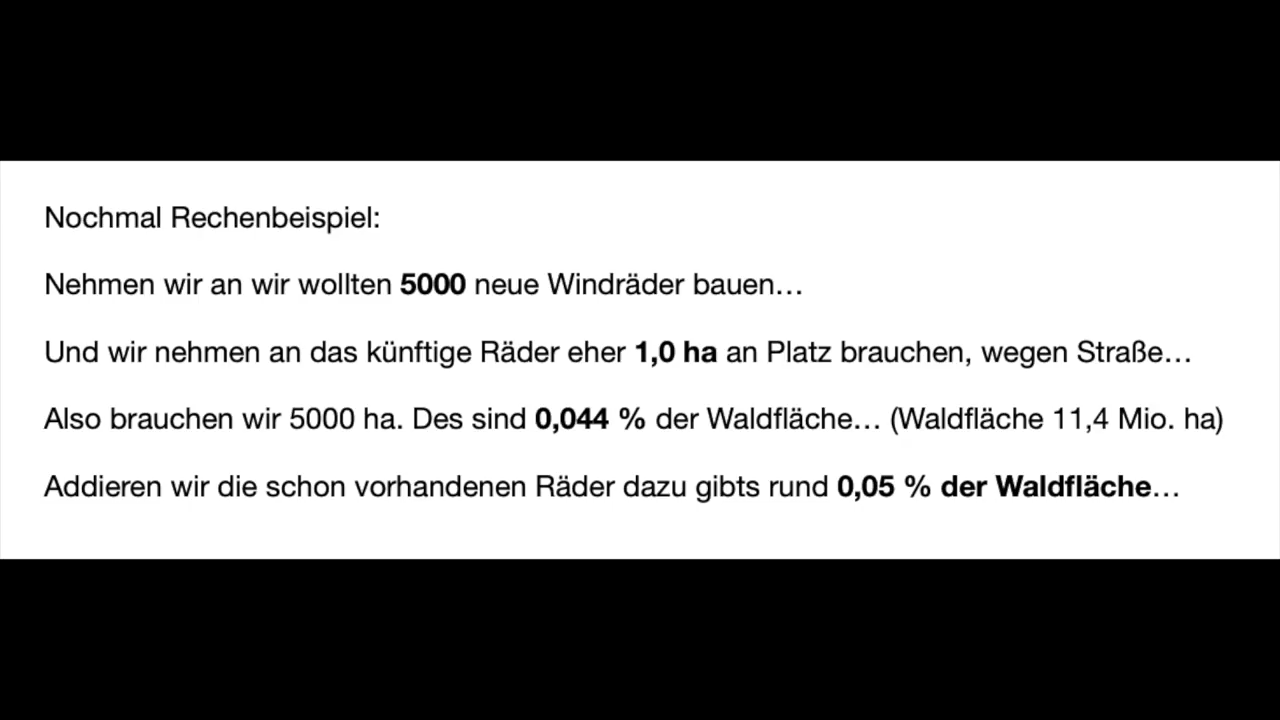 Nochmal Rechenbeispiel:
Nehmen wir an wir wollten 5000 neue Windräder bauen…
Und wir nehmen an das künftige Räder eher 1,0 ha an Platz brauchen, wegen Straße…
Also brauchen wir 5000 ha. Des sind 0,044 % der Waldfläche… (Waldfläche 11,4 Mio. ha)
Addieren wir die schon vorhandenen Räder dazu gibts rund 0,05 % der Waldfläche…